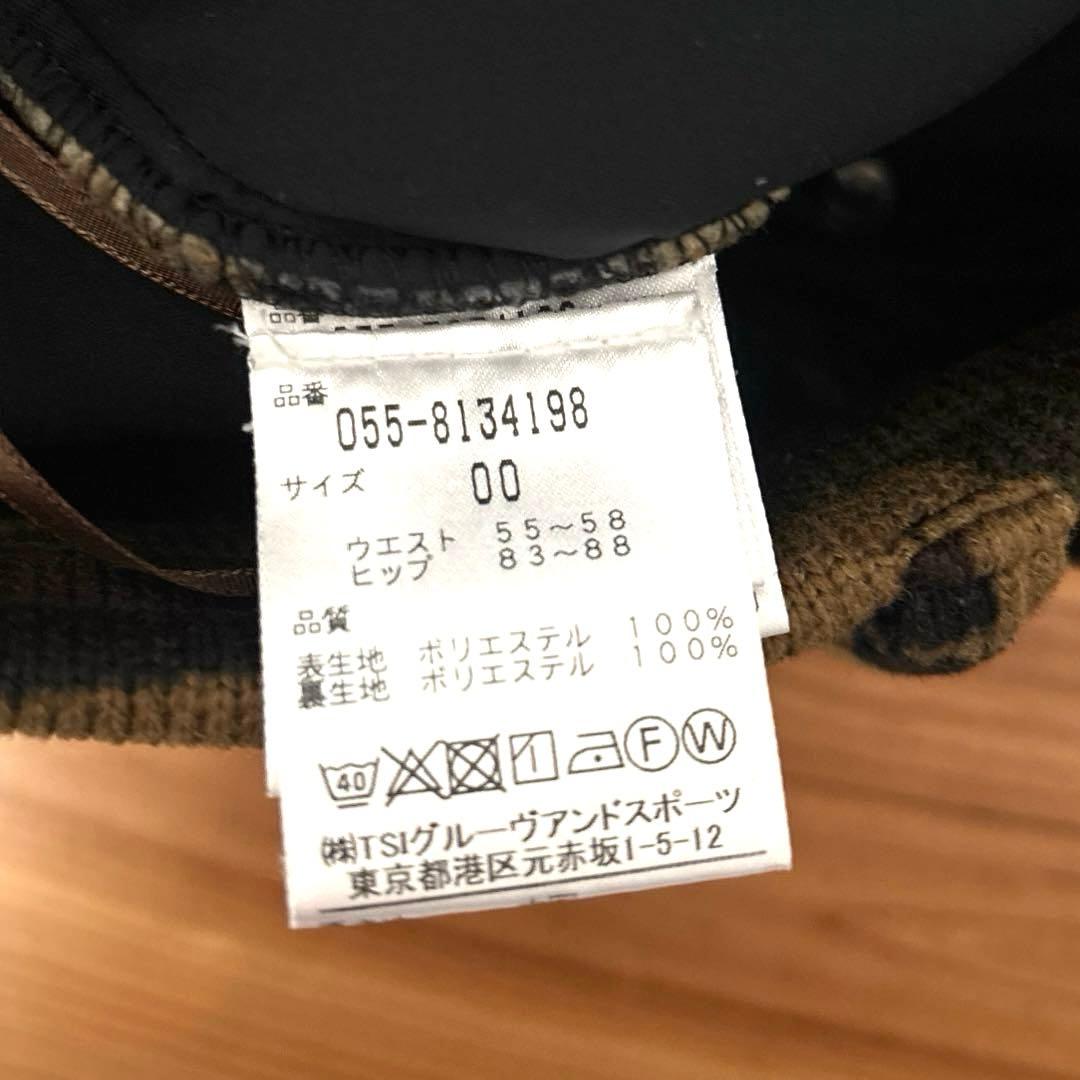 品番
品番
055-8134198
サイズ 00
ウエスト 55～58
ヒップ 83～88
品質
表生地 ポリエステル 100%
裏生地 ポリエステル 100%
40 F W
㈱TSIグルーヴアンドスポーツ
東京都港区元赤坂1-5-12